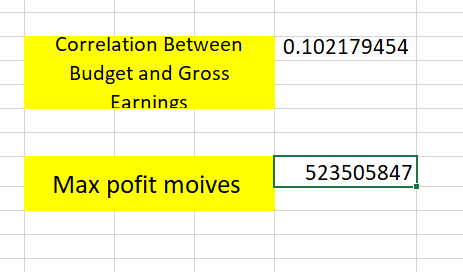 Correlation Between
0.102179454
Budget and Gross
Earnings
Max pofit moives
523505847